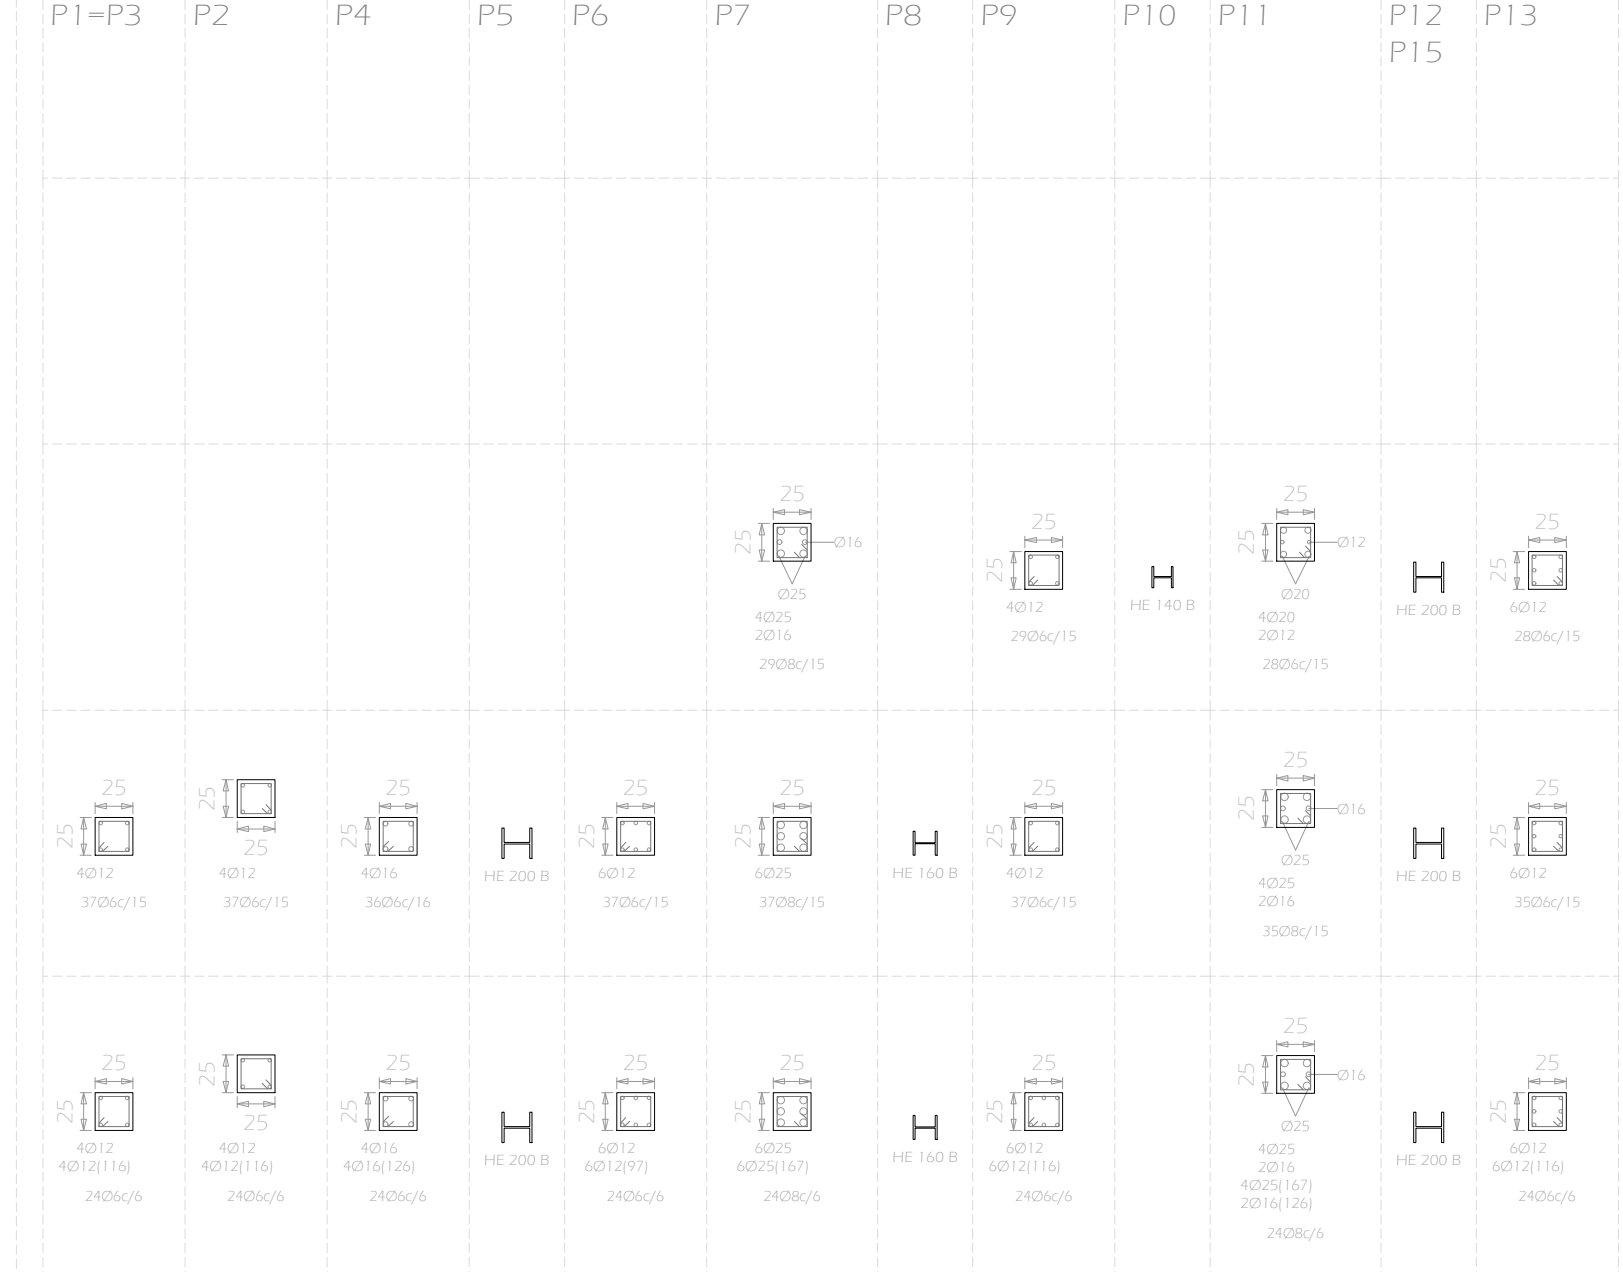 P1=P3
P2
P4
P5
P6
P7
P8
P9
P10
P11
P12
P15
P13
25
25
Ø16
Ø25
4Ø25
2Ø16
29Ø8c/15
25
25
4Ø12
29Ø6c/15
HE 140 B
25
25
Ø12
Ø20
4Ø20
2Ø12
28Ø6c/15
HE 200 B
25
25
6Ø12
28Ø6c/15
25
25
4Ø12
37Ø6c/15
25
25
4Ø12
37Ø6c/15
25
25
4Ø16
36Ø6c/16
HE 200 B
25
25
6Ø12
37Ø6c/15
25
25
6Ø25
37Ø8c/15
HE 160 B
25
25
4Ø12
37Ø6c/15
25
25
Ø16
Ø25
4Ø25
2Ø16
35Ø8c/15
HE 200 B
25
25
6Ø12
35Ø6c/15
25
25
4Ø12
4Ø12(116)
24Ø6c/6
25
25
4Ø12
4Ø12(116)
24Ø6c/6
25
25
4Ø16
4Ø16(126)
24Ø6c/6
HE 200 B
25
25
6Ø12
6Ø12(97)
24Ø6c/6
25
25
6Ø25
6Ø25(167)
24Ø8c/6
HE 160 B
25
25
6Ø12
6Ø12(116)
24Ø6c/6
25
25
Ø16
Ø25
4Ø25
2Ø16
4Ø25(167)
2Ø16(126)
24Ø8c/6
HE 200 B
25
25
6Ø12
6Ø12(116)
24Ø6c/6